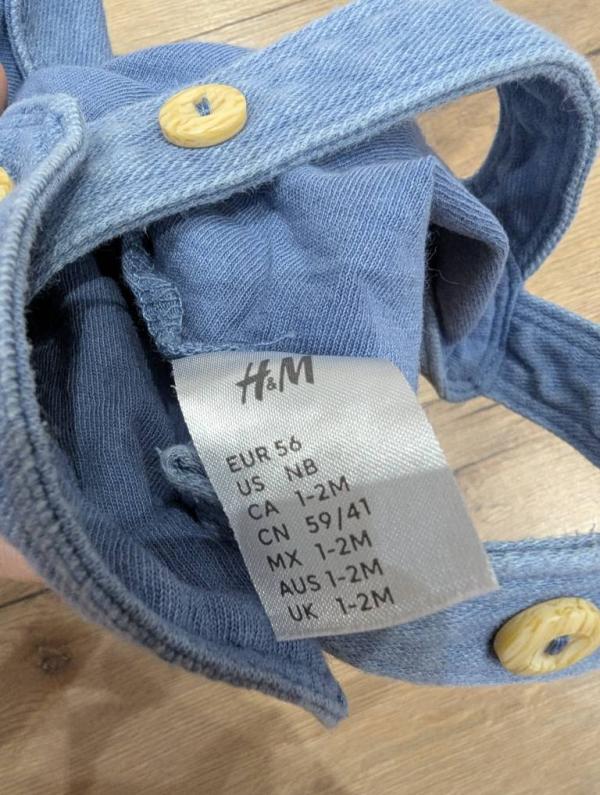 H&M
EUR 56
US NB
CA 1-2M
CN 59/41
MX 1-2M
AUS 1-2M
UK 1-2M